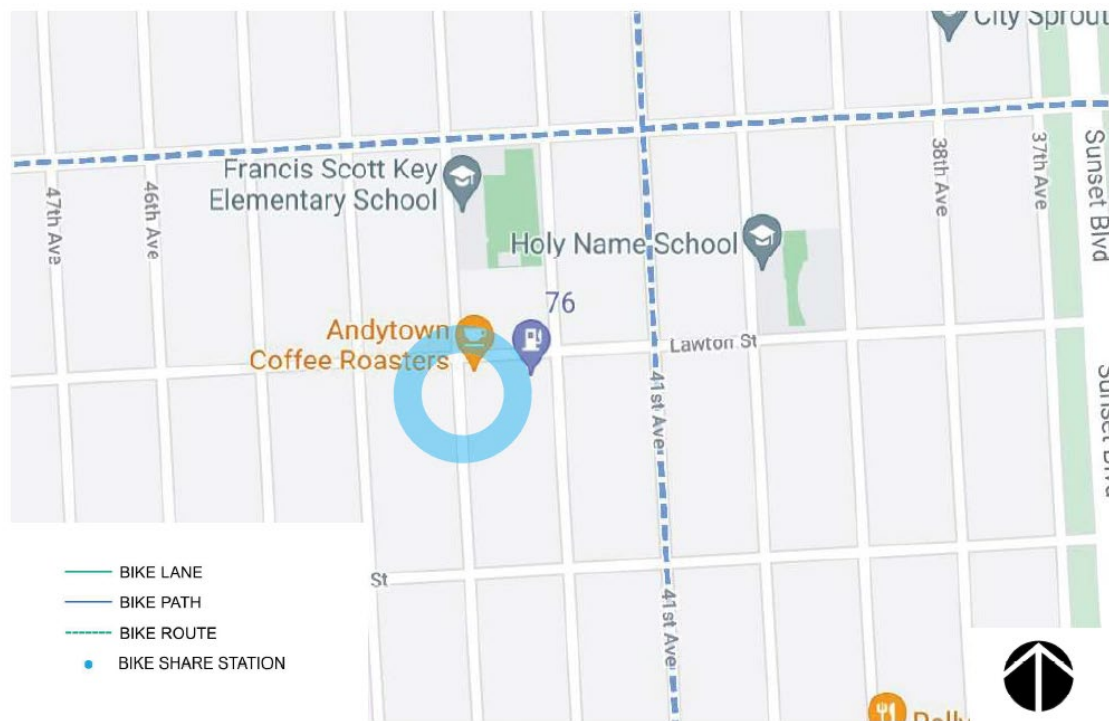 City Sprout
Francis Scott Key
Elementary School
47th Ave
46th Ave
38th Ave
37th Ave
Sunset Blvd
Holy Name School
76
Andytown
Coffee Roasters
Lawton St
41st Ave
Sunset Blvd
BIKE LANE
BIKE PATH
BIKE ROUTE
BIKE SHARE STATION
St
41st Ave